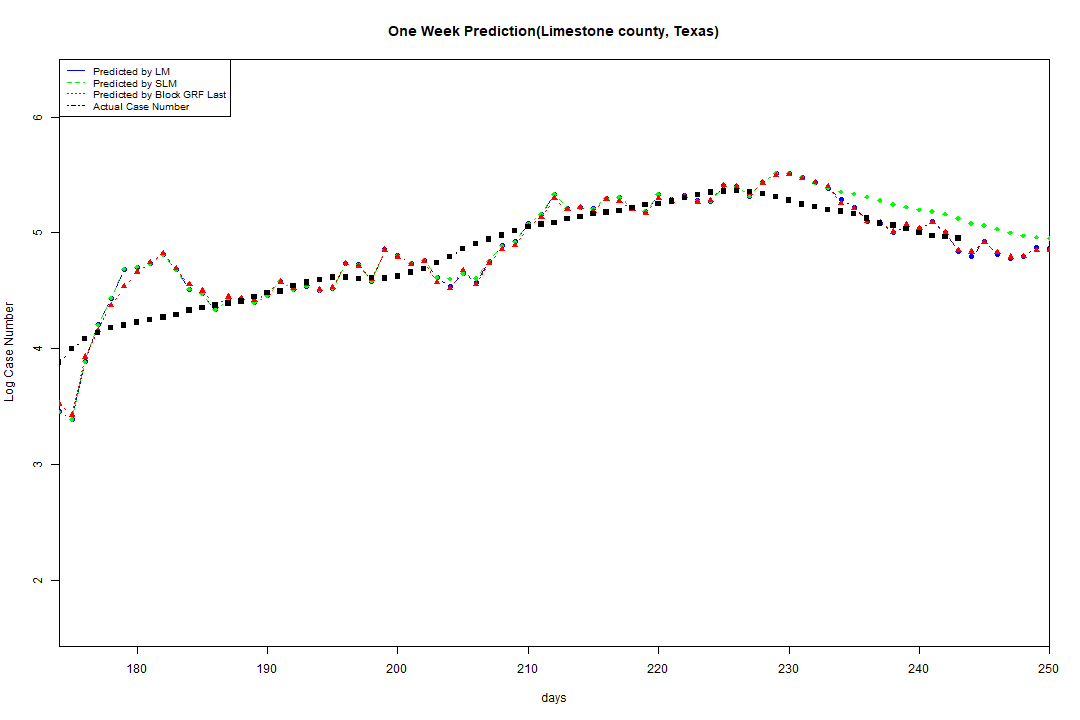 One Week Prediction(Limestone county, Texas)
Predicted by LM
Predicted by SLM
Predicted by Block GRF Last
Actual Case Number
6
5
4
3
2
Log Case Number
180 190 200 210 220 230 240 250
days